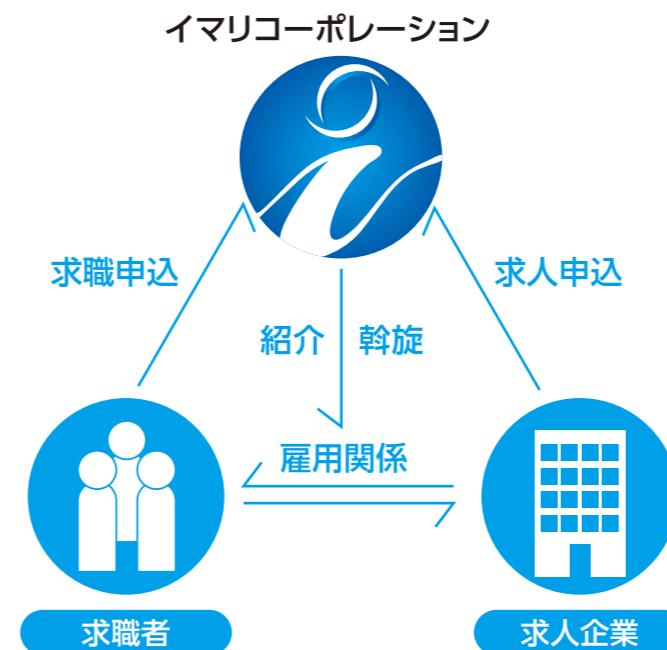 イマリコーポレーション
求職申込
求人申込
紹介
斡旋
雇用関係
求職者
求人企業